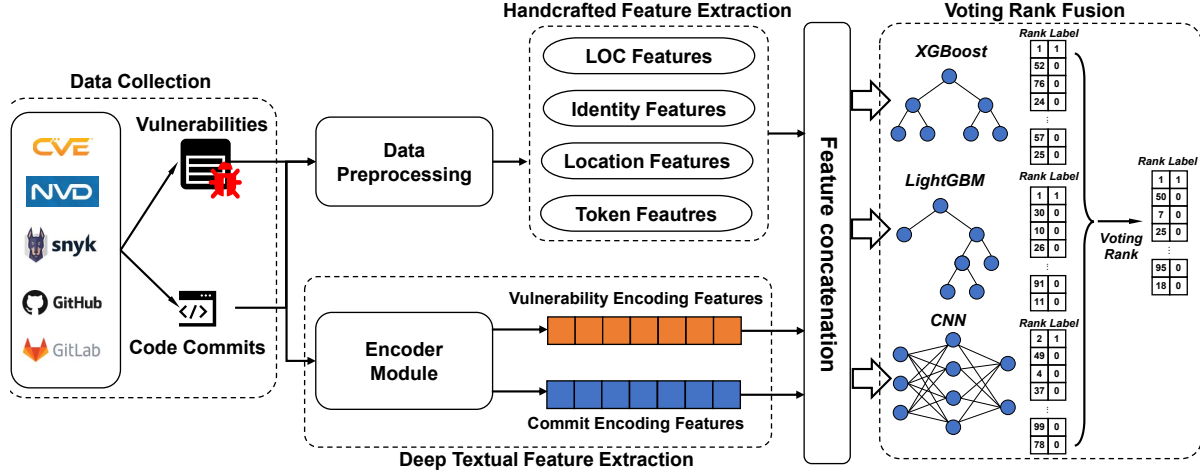 Data Collection
CVE
NVD
snyk
GitHub
GitLab
Vulnerabilities
</>
Code Commits
Data
Preprocessing
Handcrafted Feature Extraction
LOC Features
Identity Features
Location Features
Token Feautres
Encoder
Module
Vulnerability Encoding Features
Commit Encoding Features
Deep Textual Feature Extraction
Feature concatenation
Voting Rank Fusion
XGBoost
Rank Label
1 1
52 0
76 0
24 0
⋮
57 0
25 0
LightGBM
Rank Label
1 1
30 0
10 0
26 0
⋮
91 0
11 0
CNN
Rank Label
2 1
49 0
4 0
37 0
⋮
99 0
78 0
Voting
Rank
Rank Label
1 1
50 0
7 0
25 0
⋮
95 0
18 0